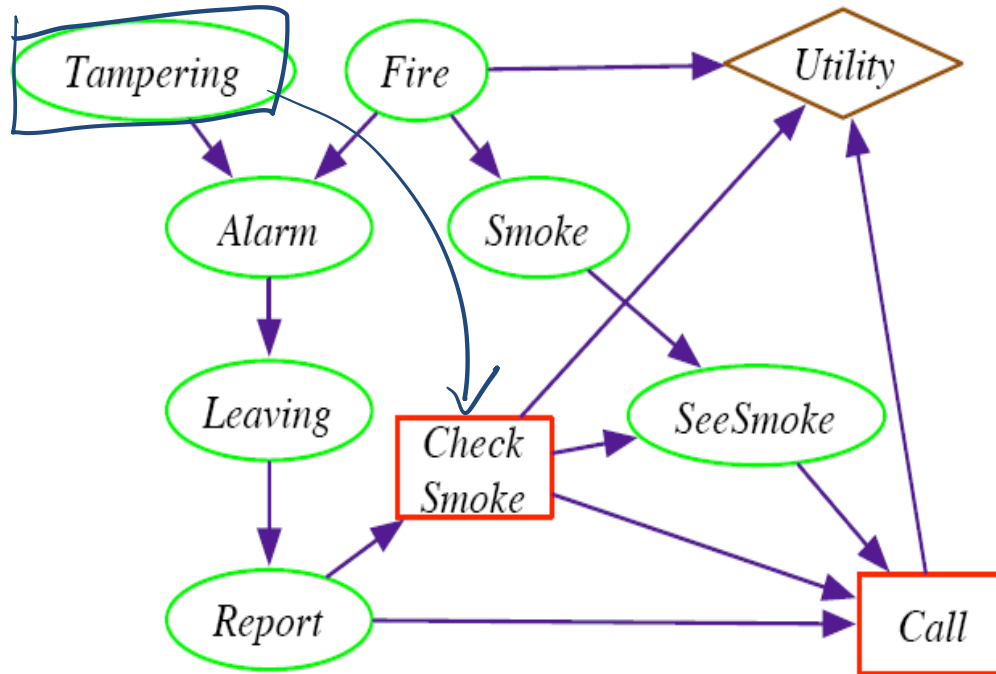 Tampering
Fire
Utility
Alarm
Smoke
Leaving
Check
Smoke
SeeSmoke
Report
Call